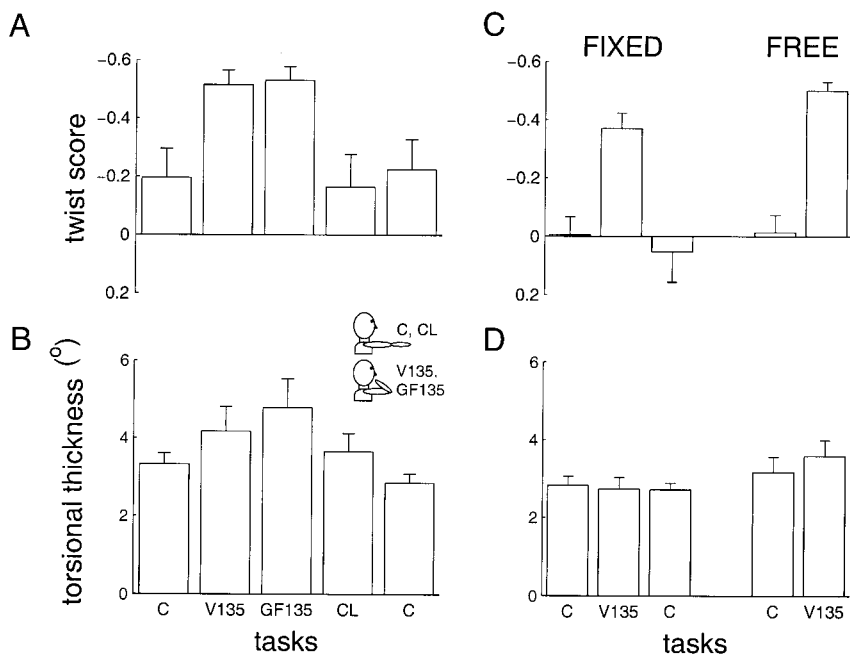 A
twist score
-0.6
-0.4
-0.2
0
0.2
B
torsional thickness (o)
6
4
2
0
C, CL
V135,
GF135
C V135 GF135 CL C
tasks
C
FIXED FREE
-0.6
-0.4
-0.2
0
0.2
D
6
4
2
0
C V135 C C V135
tasks